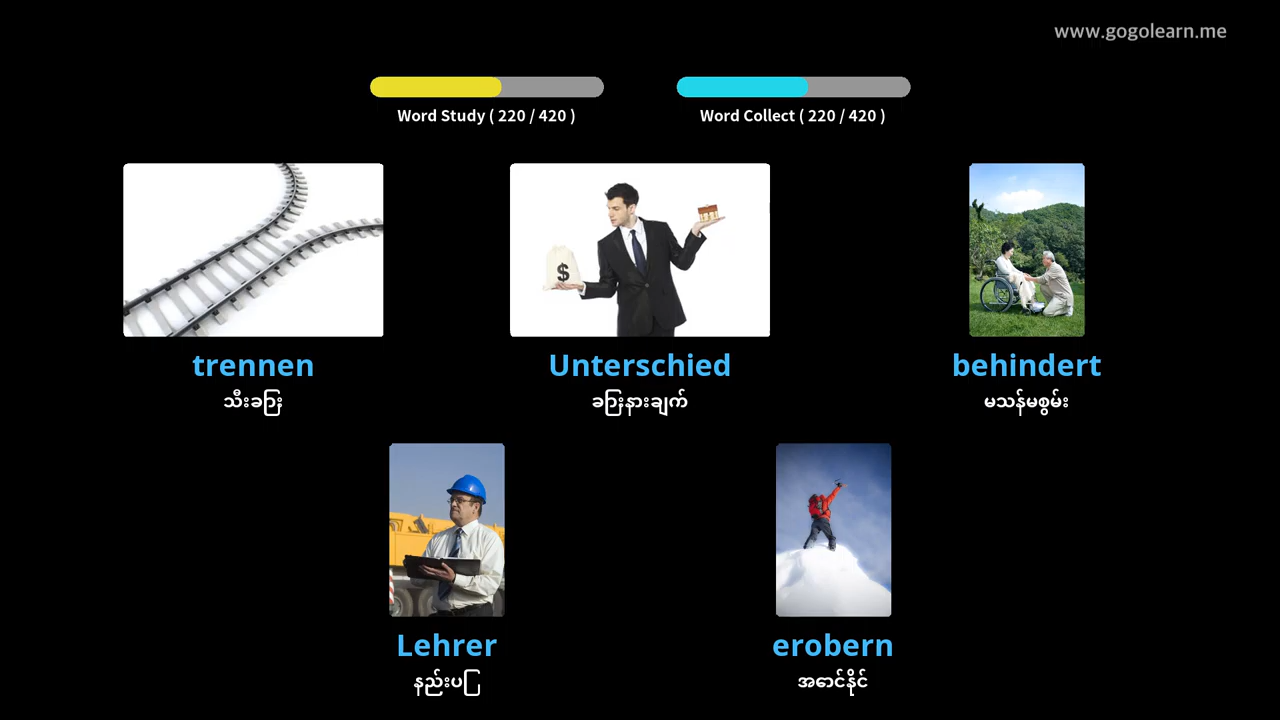 www.gogolearn.me
Word Study ( 220 / 420 )
Word Collect ( 220 / 420 )
$
trennen
Unterschied
behindert
သီးခြား
ခြားနားချက်
မသန်မစွမ်း
Lehrer
erobern
နည်းပြ
အောင်နိုင်